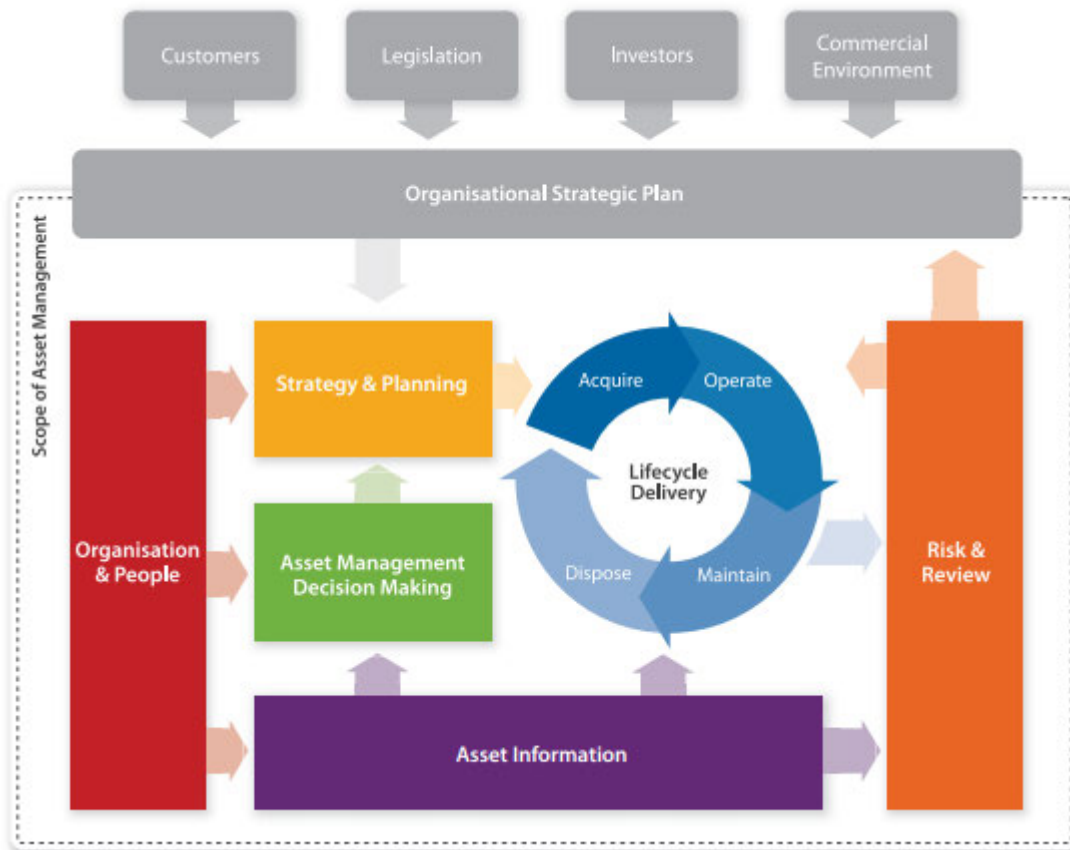 Customers
Legislation
Investors
Commercial
Environment
Organisational Strategic Plan
Scope of Asset Management
Strategy & Planning
Acquire
Operate
Lifecycle
Delivery
Organisation
& People
Asset Management
Decision Making
Dispose
Maintain
Risk &
Review
Asset Information